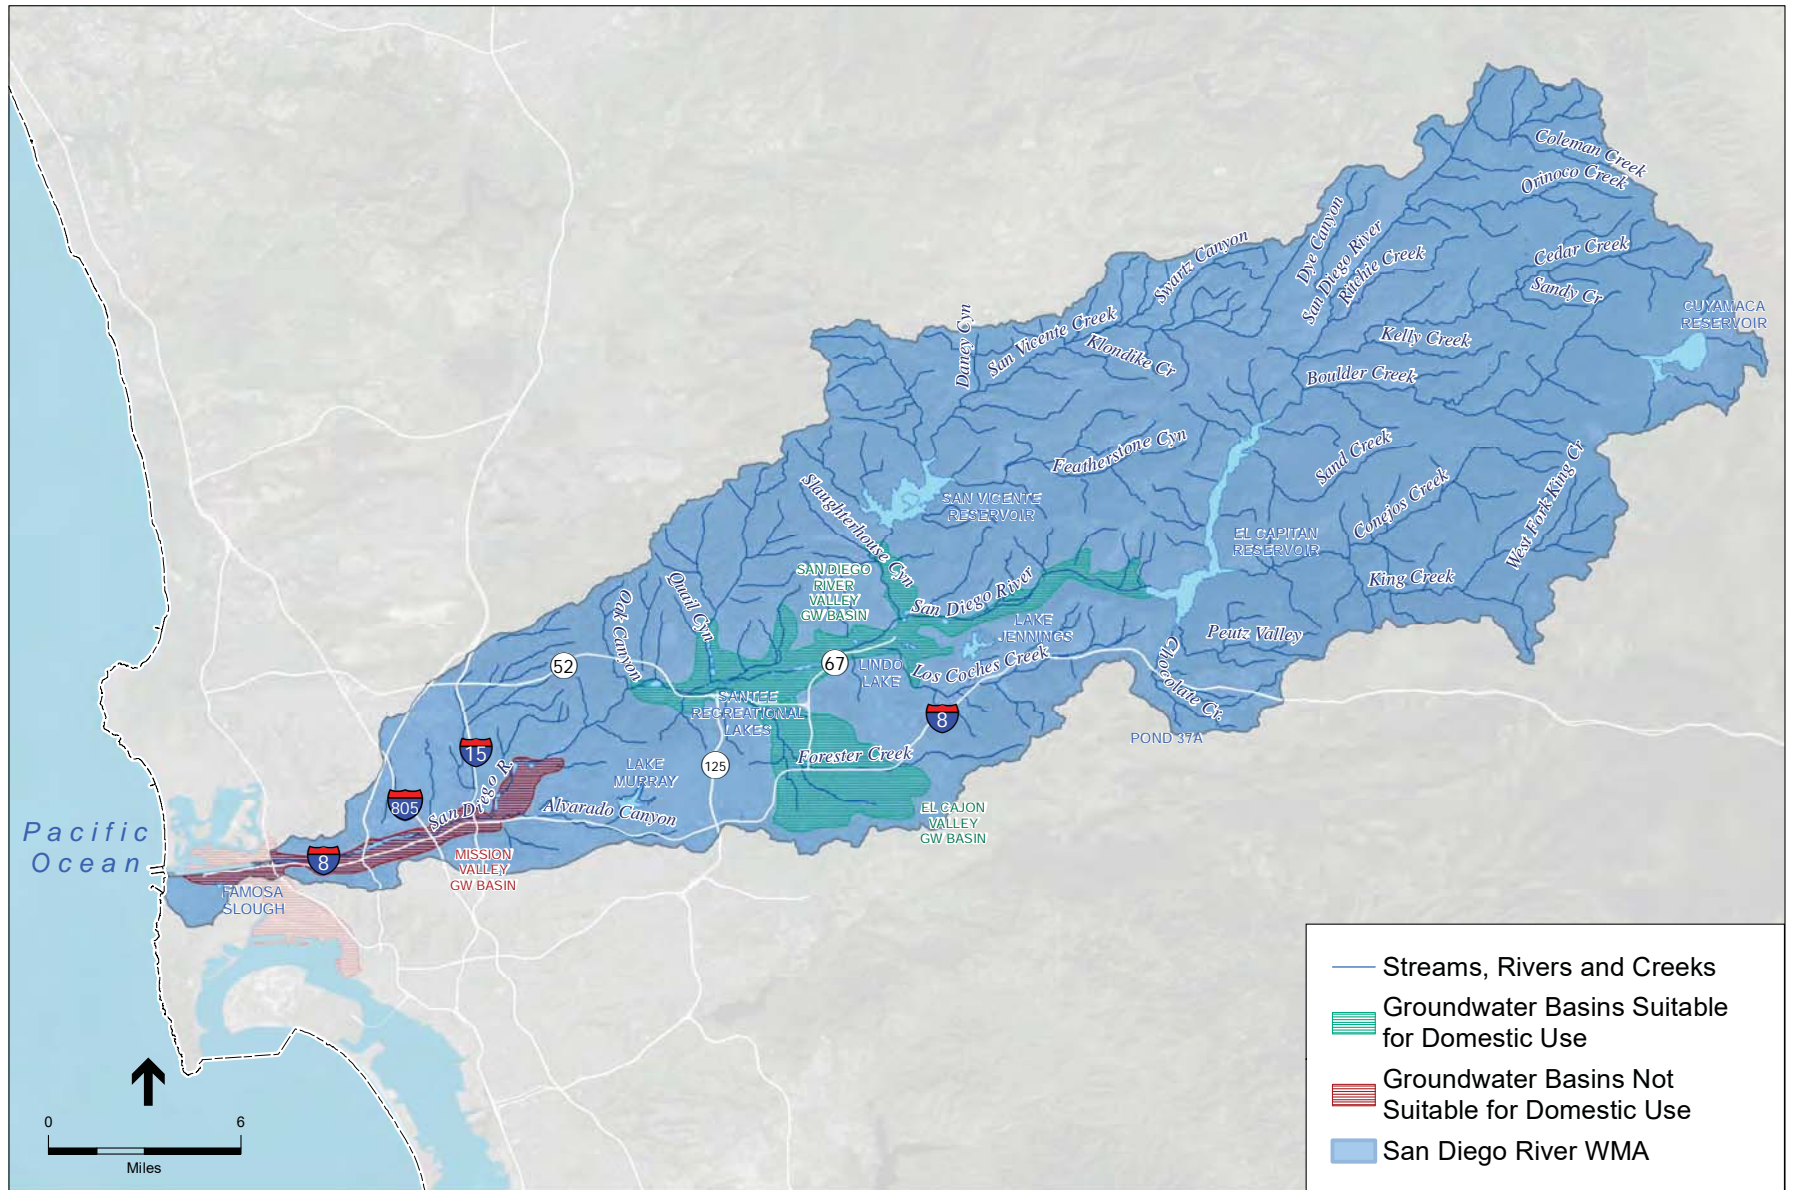 Coleman Creek
Orinoco Creek
Dye Canyon
San Diego River
Ritchie Creek
Cedar Creek
Sandy Cr
Swartz Canyon
CUYAMACA
RESERVOIR
Daney Cyn
San Vicente Creek
Klondike Cr
Kelly Creek
Boulder Creek
Featherstone Cyn
Sand Creek
Conejos Creek
West Fork King Cr
Slaughterhouse Cyn
SAN VICENTE
RESERVOIR
EL CAPITAN
RESERVOIR
King Creek
Quail Cyn
Oak Canyon
SAN DIEGO
RIVER
VALLEY
GW BASIN
San Diego River
LAKE
JENNINGS
Peutz Valley
Chocolate Cr.
52
67
LINDO
LAKE
Los Coches Creek
SANTEE
RECREATIONAL
LAKES
8
POND 37A
15
805
San Diego R.
LAKE
MURRAY
125
Forester Creek
Alvarado Canyon
EL CAJON
VALLEY
GW BASIN
Pacific
Ocean
8
MISSION
VALLEY
GW BASIN
FAMOSA
SLOUGH
0
6
Miles
Streams, Rivers and Creeks
Groundwater Basins Suitable
for Domestic Use
Groundwater Basins Not
Suitable for Domestic Use
San Diego River WMA